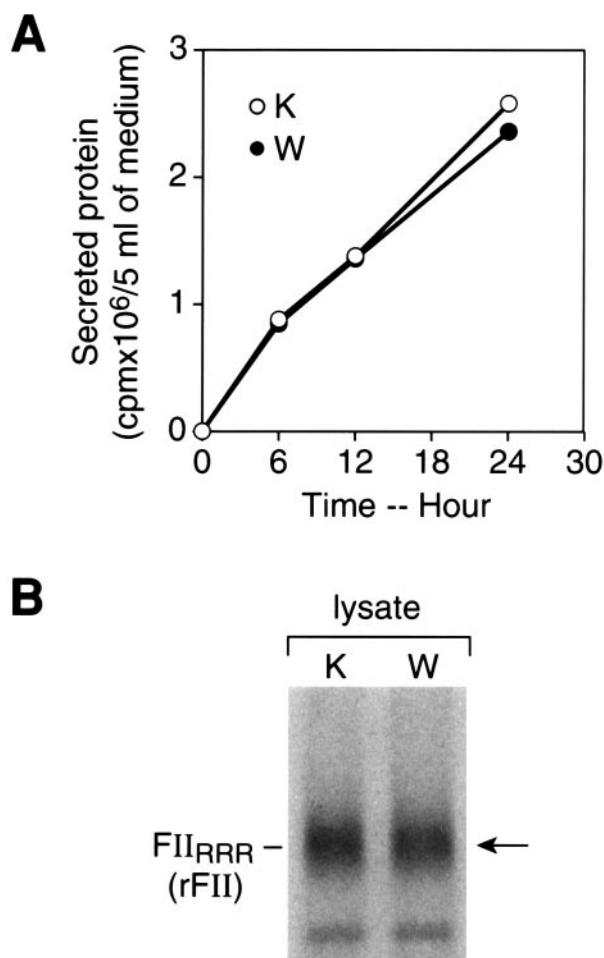 A
Secreted protein
(cpmx10⁶/5 ml of medium)
3
2
1
0
K
W
0 6 12 18 24 30
Time -- Hour
B
lysate
K W
FIIRRR
(rFII)